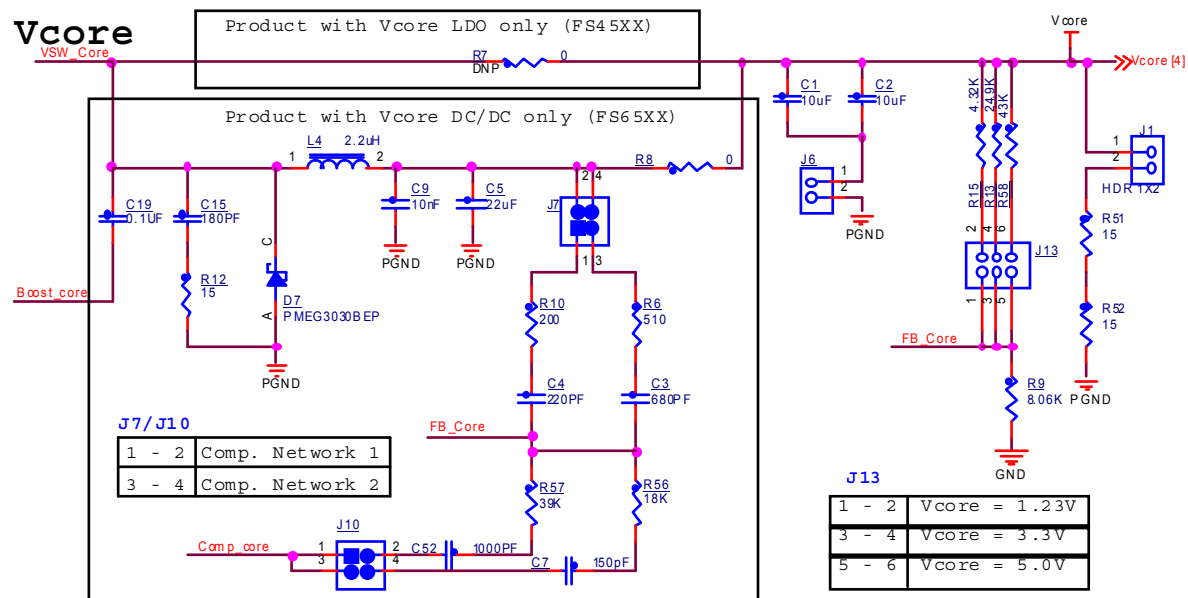 Vcore
Product with Vcore LDO only (FS45XX)
VSW_Core
R7
DNP
0
Vcore
Vcore [4]
Product with Vcore DC/DC only (FS65XX)
L4
2.2uH
1
2
R8
0
C1
10uF
C2
10uF
4.32K
24.9K
43K
J1
1
2
HDR 1X2
C19
0.1UF
C15
180PF
C9
10nF
C5
22uF
2
4
J7
1
3
J6
1
2
PGND
R15
R13
R58
2
4
6
J13
1
3
5
R51
15
R52
15
PGND
PGND
PGND
C
A
D7
PMEG3030BEP
R12
15
Boost_core
PGND
R10
200
R6
510
C4
220PF
C3
680PF
FB_Core
R9
8.06K
GND
FB_Core
J7/J10
1 - 2 Comp. Network 1
3 - 4 Comp. Network 2
R57
39K
R56
18K
J10
1
3
2
4
Comp_core
C52
1000PF
C7
150pF
J13
1 - 2 Vcore = 1.23V
3 - 4 Vcore = 3.3V
5 - 6 Vcore = 5.0V